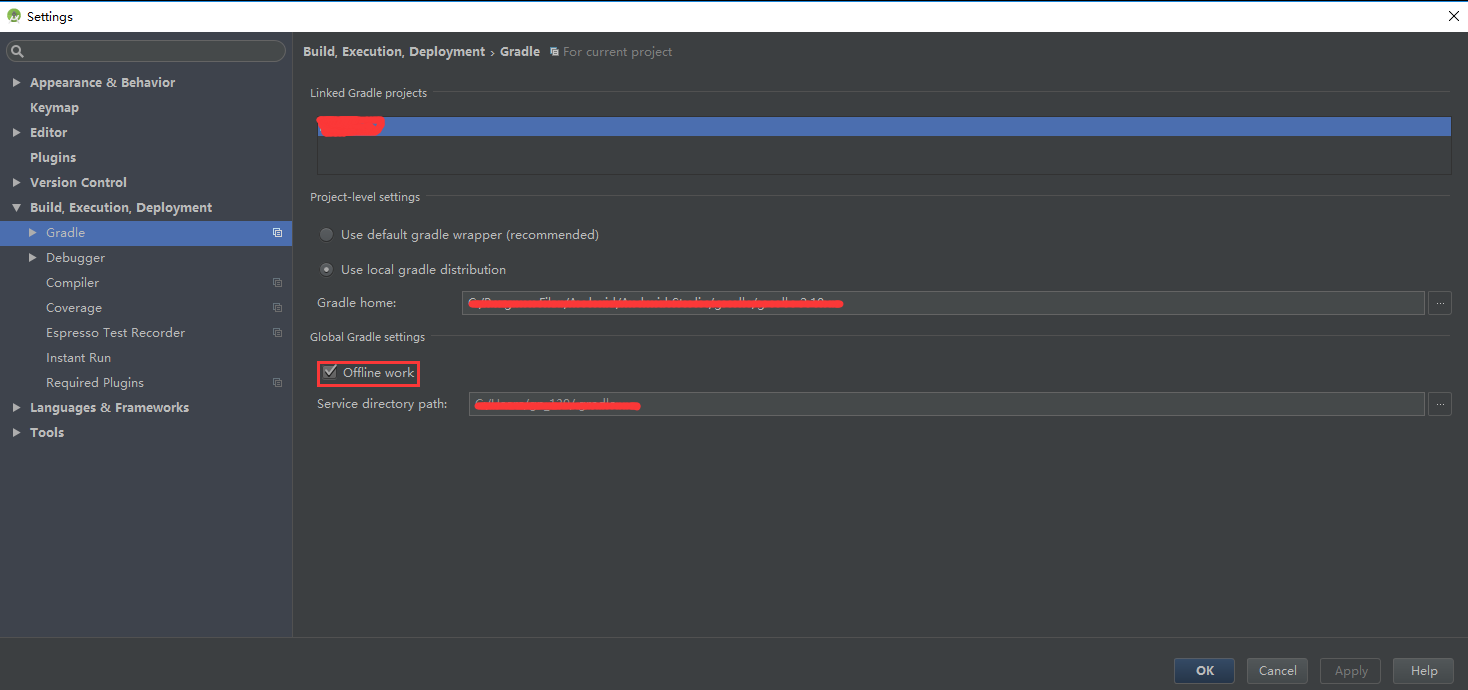 Settings
Build, Execution, Deployment › Gradle For current project
Appearance & Behavior
Keymap
Editor
Plugins
Version Control
Build, Execution, Deployment
Gradle
Debugger
Compiler
Coverage
Espresso Test Recorder
Instant Run
Required Plugins
Languages & Frameworks
Tools
Linked Gradle projects
Project-level settings
Use default gradle wrapper (recommended)
Use local gradle distribution
Gradle home:
...
Global Gradle settings
Offline work
Service directory path:
...
OK
Cancel
Apply
Help